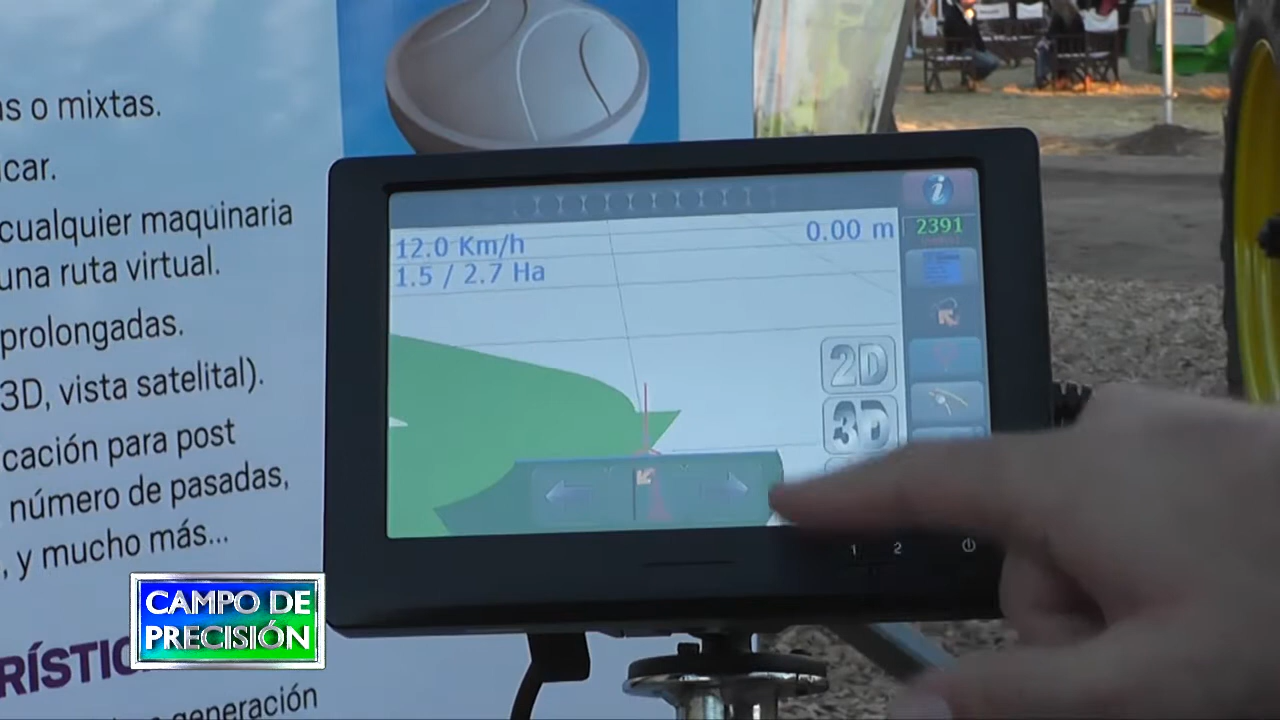 s o mixtas.
icar.
cualquier maquinaria
una ruta virtual.
prolongadas.
3D, vista satelital).
cación para post
número de pasadas,
, y mucho más...
RÍSTIC
generación
12.0 Km/h
1.5 / 2.7 Ha
0.00 m
i
2391
2D
3D
1 2
CAMPO DE
PRECISIÓN